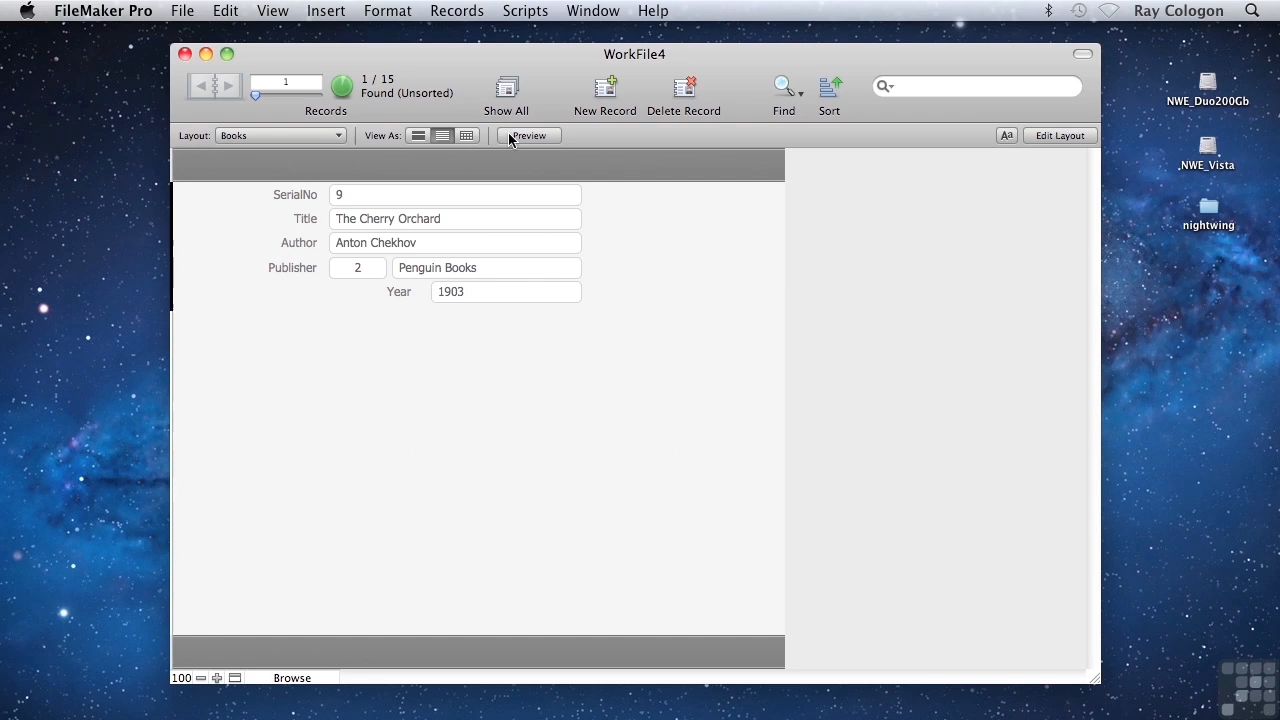 FileMaker Pro File Edit View Insert Format Records Scripts Window Help Ray Cologon
WorkFile4
1
1 / 15
Found (Unsorted)
Records
Show All
New Record
Delete Record
Find
Sort
Layout: Books View As: Preview Aa Edit Layout
SerialNo 9
Title The Cherry Orchard
Author Anton Chekhov
Publisher 2 Penguin Books
Year 1903
100 Browse
NWE_Duo200Gb
NWE_Vista
nightwing